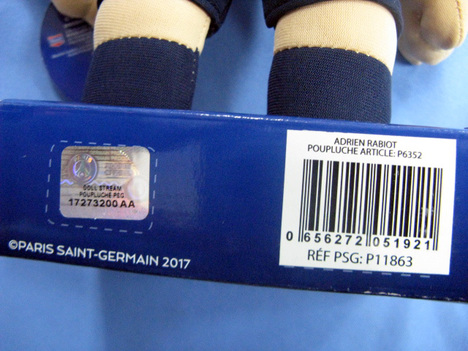 DOLL STREAM
POUPLUCHE PSG
17273200 AA
©PARIS SAINT-GERMAIN 2017
ADRIEN RABIOT
POUPLUCHE ARTICLE: P6352
0 656272 051921
RÉF PSG: P11863